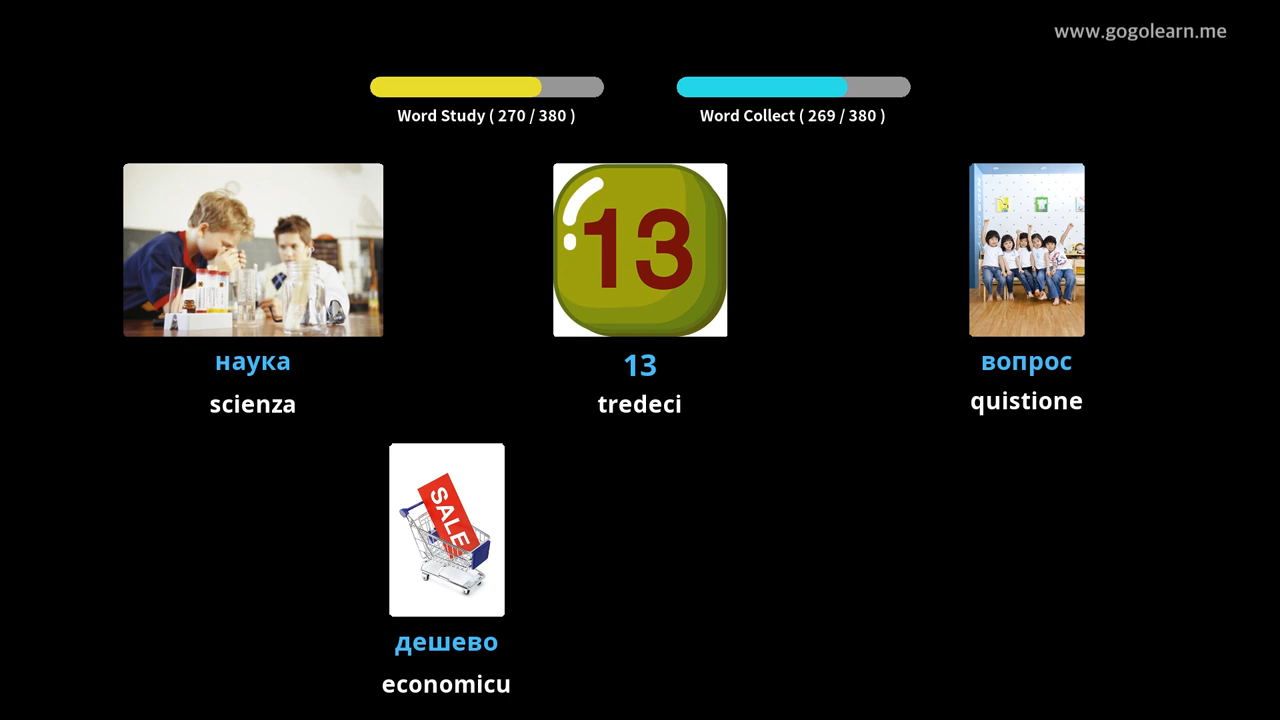 www.gogolearn.me
Word Study ( 270 / 380 )
Word Collect ( 269 / 380 )
13
наука
13
вопрос
scienza
tredeci
quistione
SALE
дешево
economicu